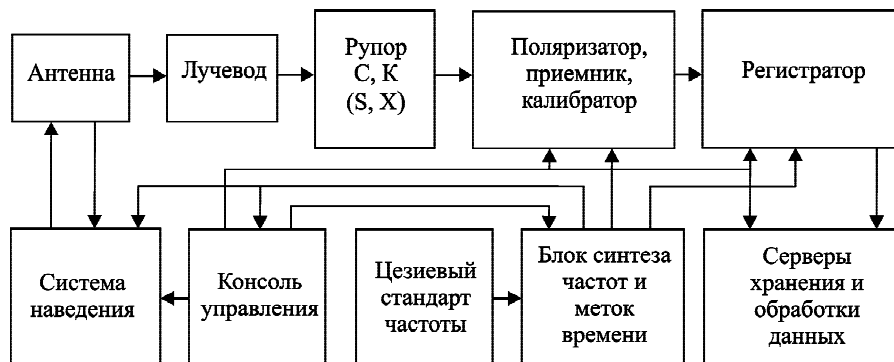 Антенна
Лучевод
Рупор
С, К
(S, X)
Поляризатор,
приемник,
калибратор
Регистратор
Система
наведения
Консоль
управления
Цезиевый
стандарт
частоты
Блок синтеза
частот и
меток
времени
Серверы
хранения и
обработки
данных